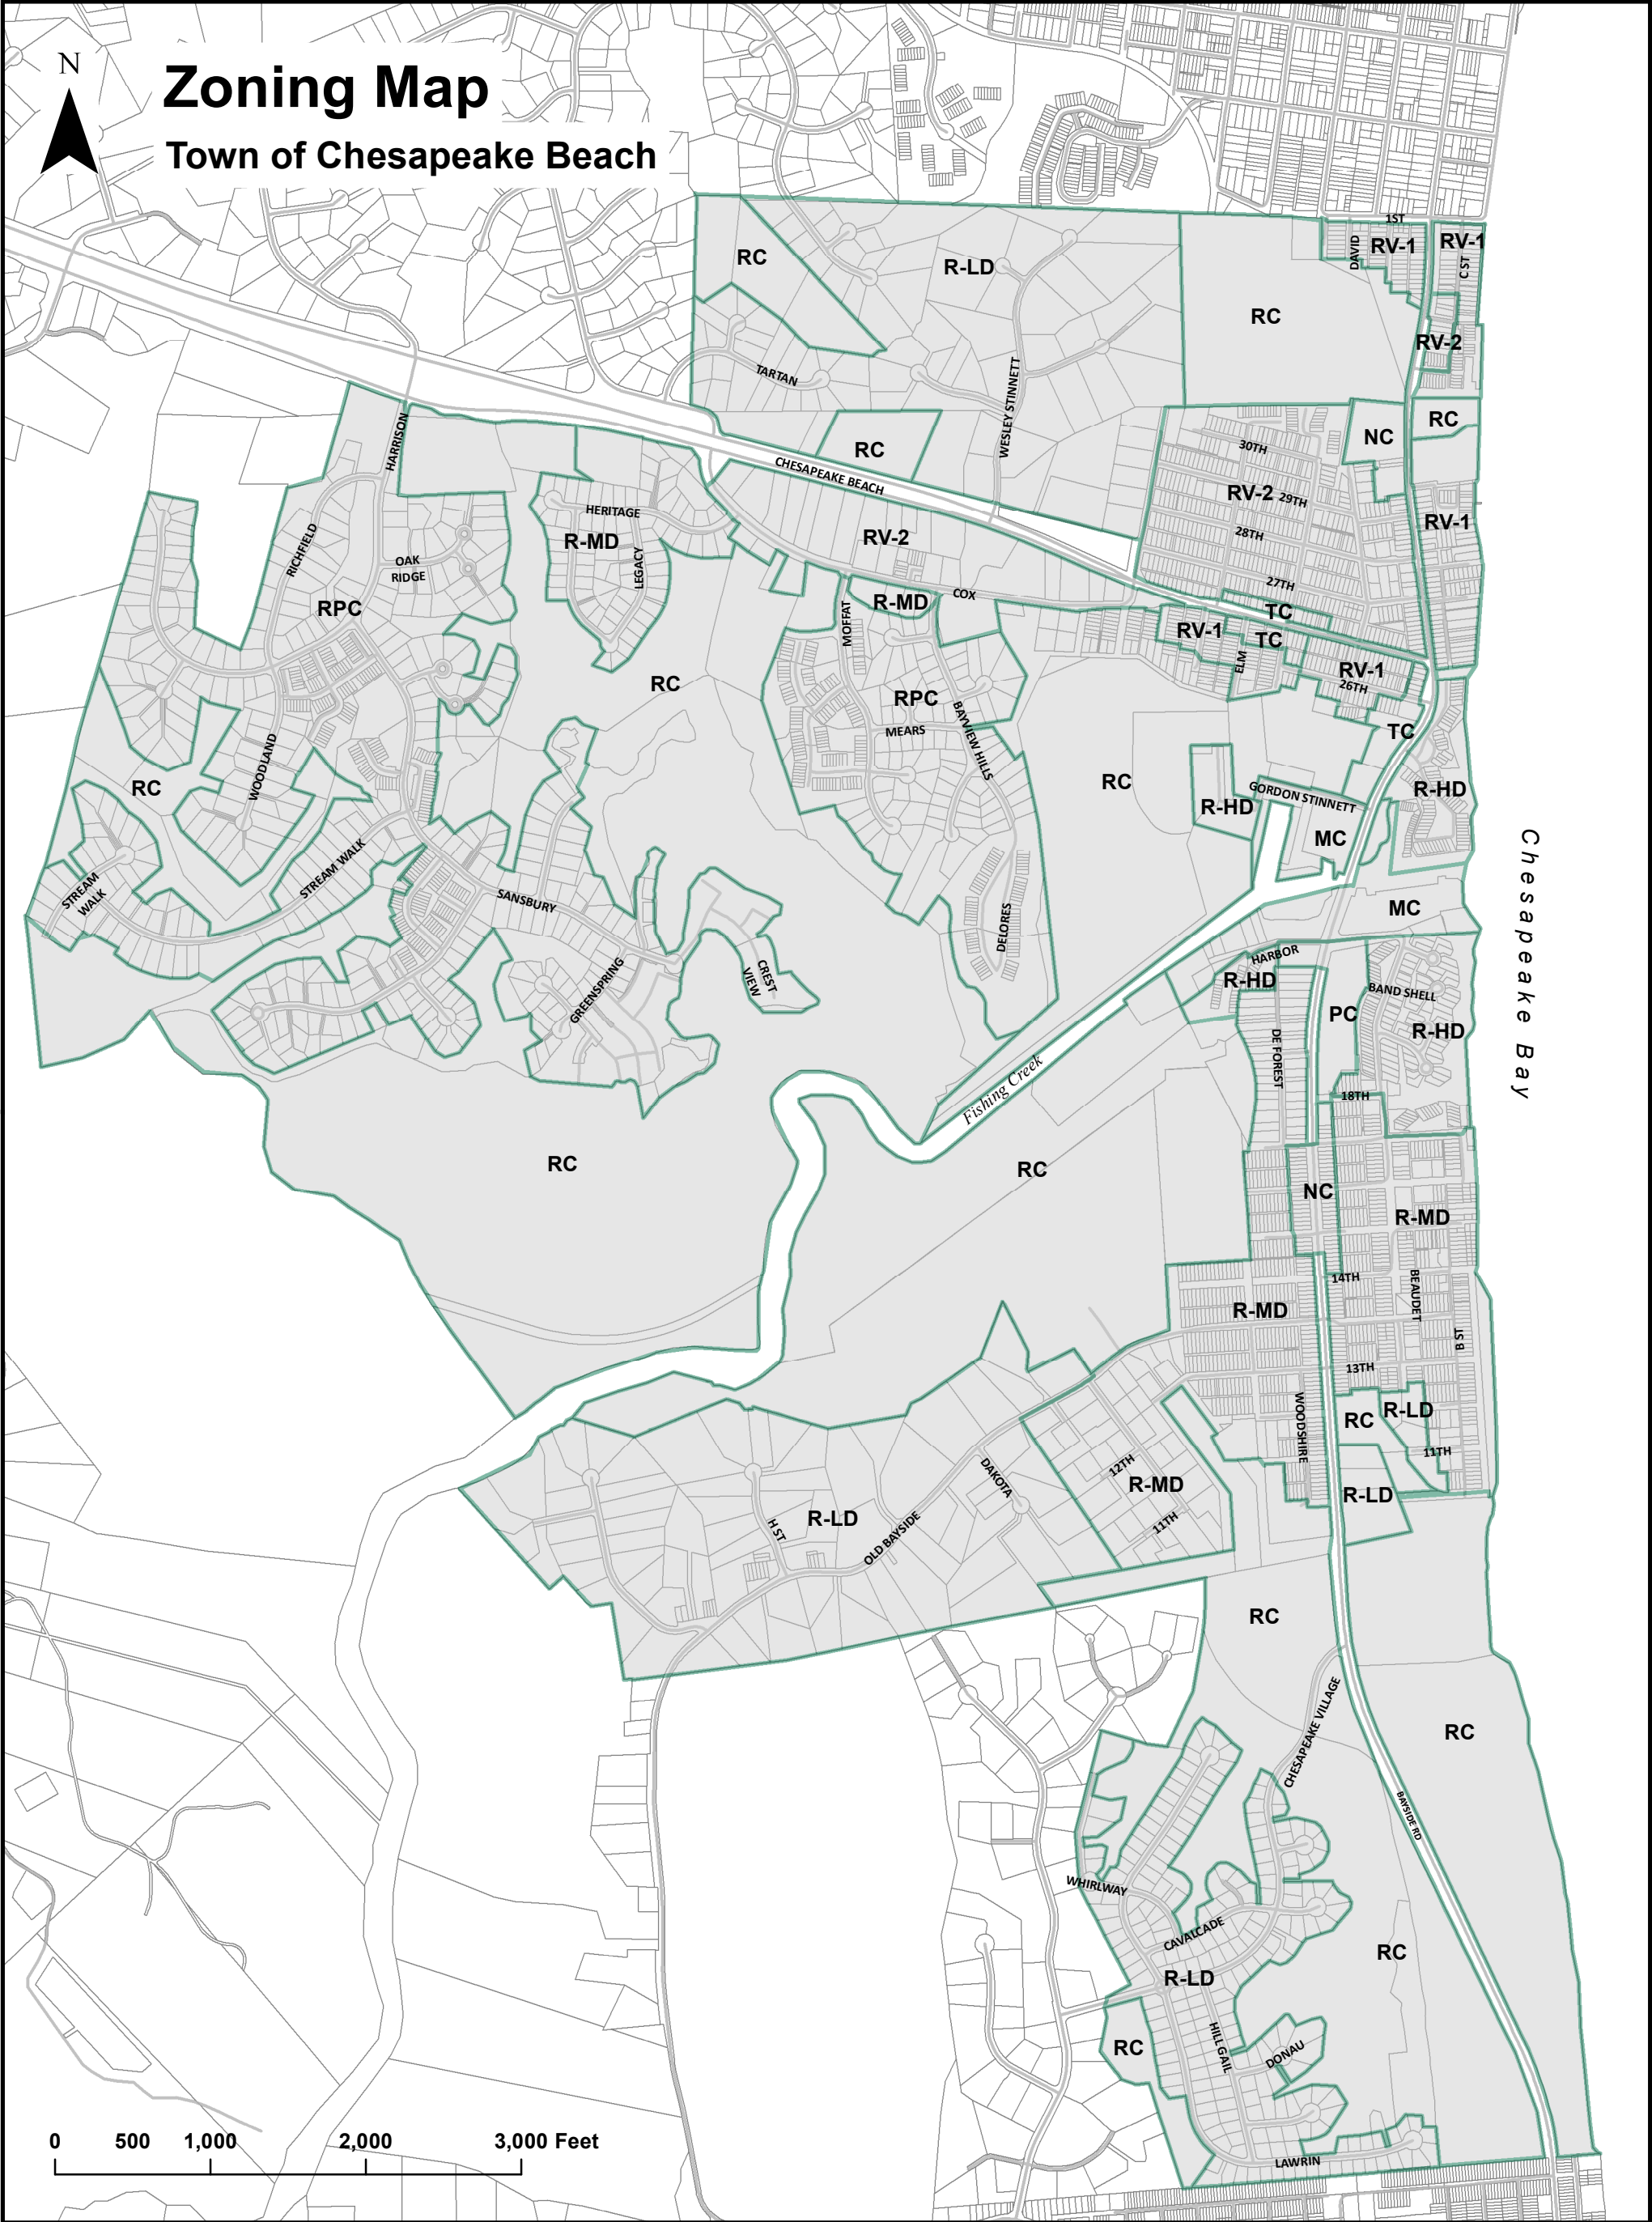 N
Zoning Map
Town of Chesapeake Beach
1ST
DAVID
RV-1
RV-1
C ST
RC
R-LD
RC
RV-2
TARTAN
WESLEY STINNETT
RC
NC
RC
HARRISON
CHESAPEAKE BEACH
30TH
RV-2
29TH
28TH
27TH
RV-1
HERITAGE
R-MD
LEGACY
RICHFIELD
OAK
RIDGE
RPC
RV-2
COX
R-MD
MOFFAT
TC
RV-1
TC
ELM
RV-1
26TH
TC
RC
RPC
MEARS
BAYVIEW HILLS
RC
R-HD
GORDON STINNETT
MC
R-HD
RC
WOODLAND
STREAM WALK
STREAM
WALK
SANSBURY
DELORES
MC
CREST
VIEW
GREENSPRING
HARBOR
R-HD
PC
BAND SHELL
R-HD
DE FOREST
18TH
Chesapeake Bay
Fishing Creek
RC
RC
NC
R-MD
14TH
BEAUDET
B ST
R-MD
13TH
WOODSHIRE
RC
R-LD
11TH
R-LD
12TH
R-MD
11TH
DAKOTA
H ST
R-LD
OLD BAYSIDE
RC
CHESAPEAKE VILLAGE
RC
BAYSIDE RD
WHIRLWAY
CAVALCADE
R-LD
RC
RC
HILL GAIL
DONAU
LAWRIN
0 500 1,000 2,000 3,000 Feet